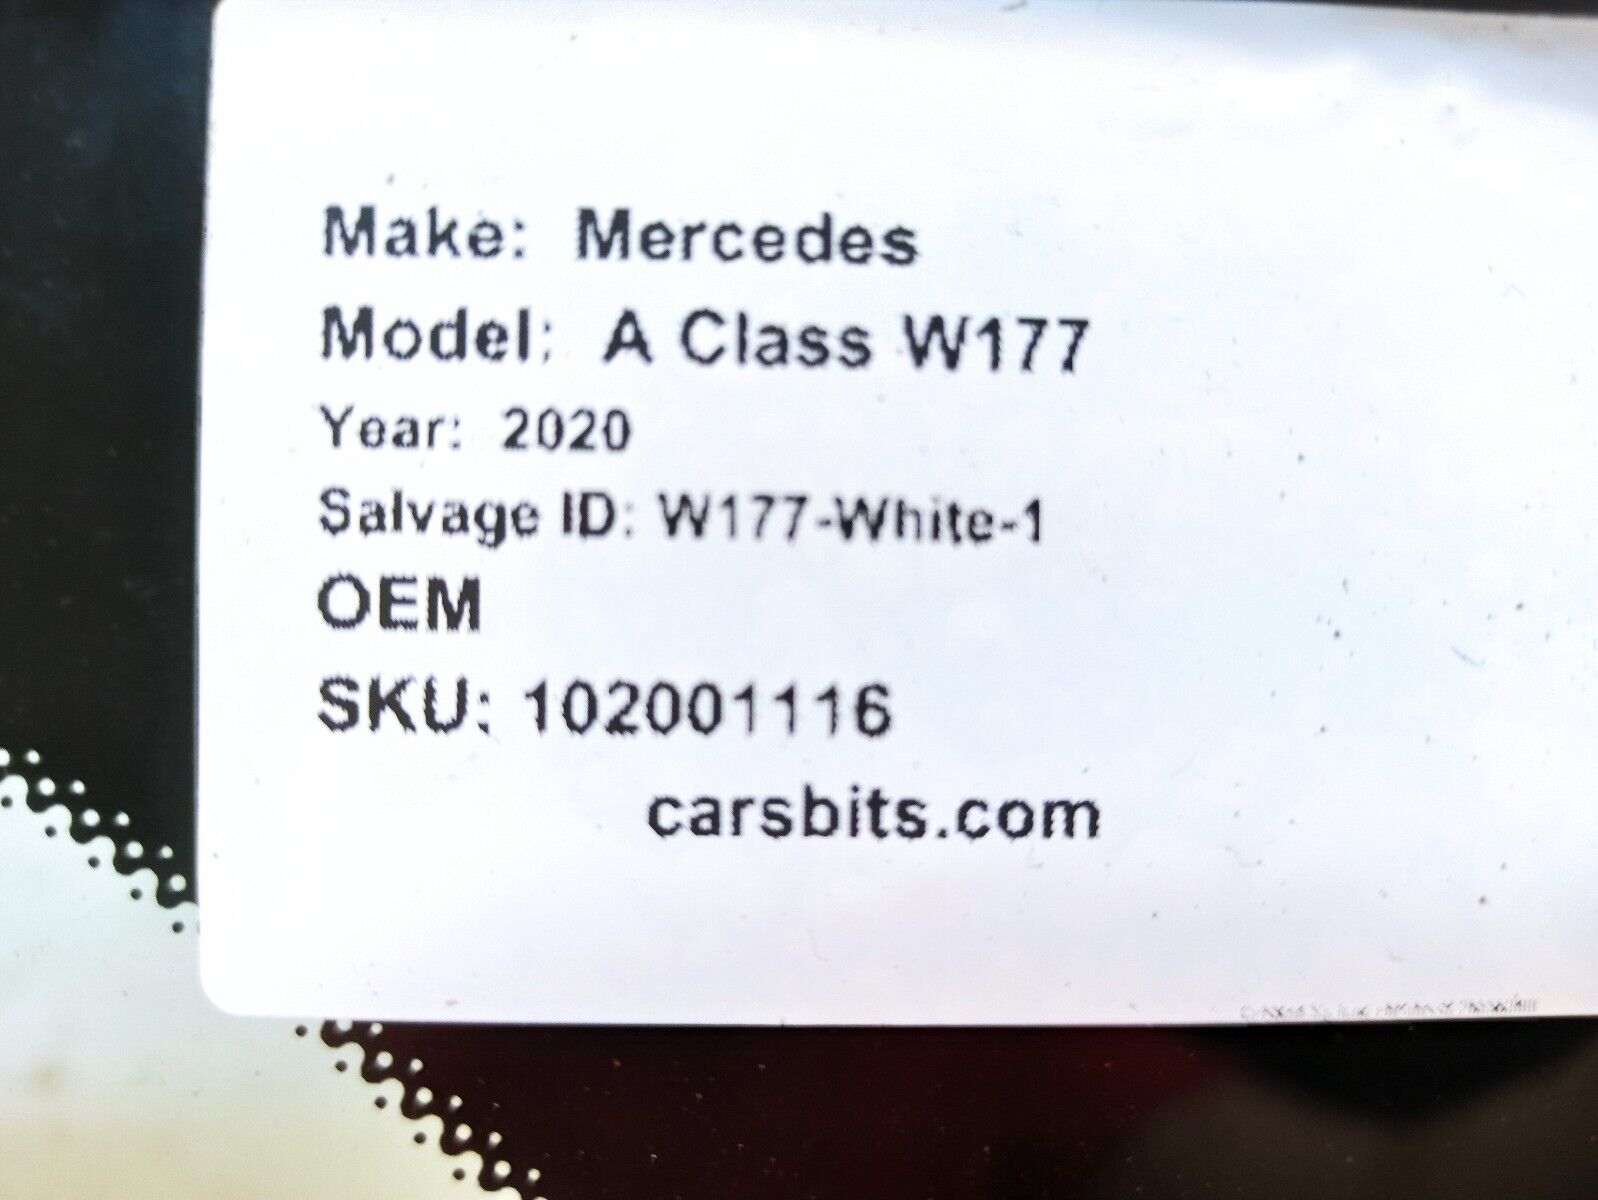 Make: Mercedes
Model: A Class W177
Year: 2020
Salvage ID: W177-White-1
OEM
SKU: 102001116
carsbits.com